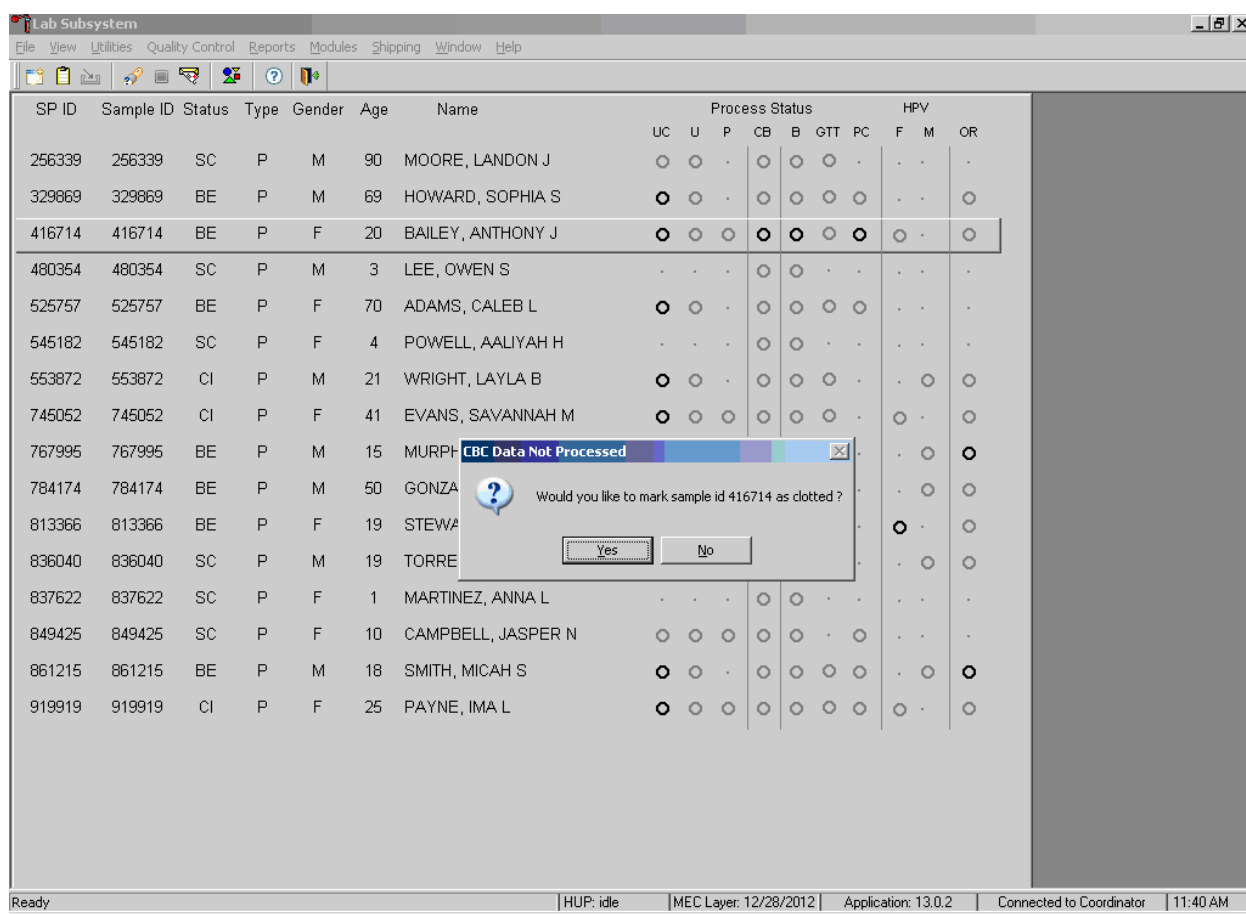 Lab Subsystem
File View Utilities Quality Control Reports Modules Shipping Window Help
SP ID Sample ID Status Type Gender Age Name Process Status HPV
UC U P CB B GTT PC F M OR
256339 256339 SC P M 90 MOORE, LANDON J
329869 329869 BE P M 69 HOWARD, SOPHIA S
416714 416714 BE P F 20 BAILEY, ANTHONY J
480354 480354 SC P M 3 LEE, OWEN S
525757 525757 BE P F 70 ADAMS, CALEB L
545182 545182 SC P F 4 POWELL, AALIYAH H
553872 553872 CI P M 21 WRIGHT, LAYLA B
745052 745052 CI P F 41 EVANS, SAVANNAH M
767995 767995 BE P M 15 MURPH
784174 784174 BE P M 50 GONZA
813366 813366 BE P F 19 STEWA
836040 836040 SC P M 19 TORRE
837622 837622 SC P F 1 MARTINEZ, ANNA L
849425 849425 SC P F 10 CAMPBELL, JASPER N
861215 861215 BE P M 18 SMITH, MICAH S
919919 919919 CI P F 25 PAYNE, IMA L
CBC Data Not Processed
Would you like to mark sample id 416714 as clotted ?
Yes No
Ready HUP: idle MEC Layer: 12/28/2012 Application: 13.0.2 Connected to Coordinator 11:40 AM